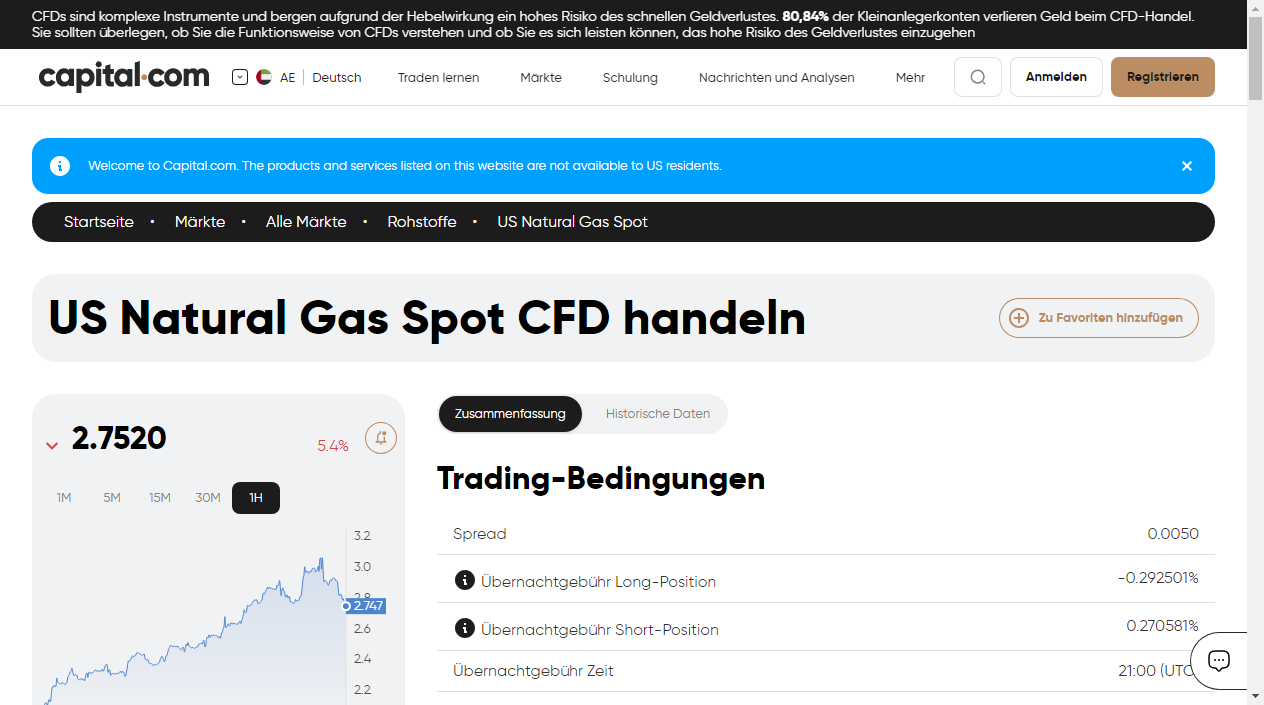 CFDs sind komplexe Instrumente und bergen aufgrund der Hebelwirkung ein hohes Risiko des schnellen Geldverlustes. 80,84% der Kleinanlegerkonten verlieren Geld beim CFD-Handel.
Sie sollten überlegen, ob Sie die Funktionsweise von CFDs verstehen und ob Sie es sich leisten können, das hohe Risiko des Geldverlustes einzugehen
capital.com AE Deutsch Traden lernen Märkte Schulung Nachrichten und Analysen Mehr Anmelden Registrieren
Welcome to Capital.com. The products and services listed on this website are not available to US residents.
Startseite • Märkte • Alle Märkte • Rohstoffe • US Natural Gas Spot
US Natural Gas Spot CFD handeln
Zu Favoriten hinzufügen
2.7520
5.4%
1M 5M 15M 30M 1H
3.2
3.0
2.8
2.747
2.6
2.4
2.2
Zusammenfassung Historische Daten
Trading-Bedingungen
Spread 0.0050
Übernachtgebühr Long-Position -0.292501%
Übernachtgebühr Short-Position 0.270581%
Übernachtgebühr Zeit 21:00 (UTC